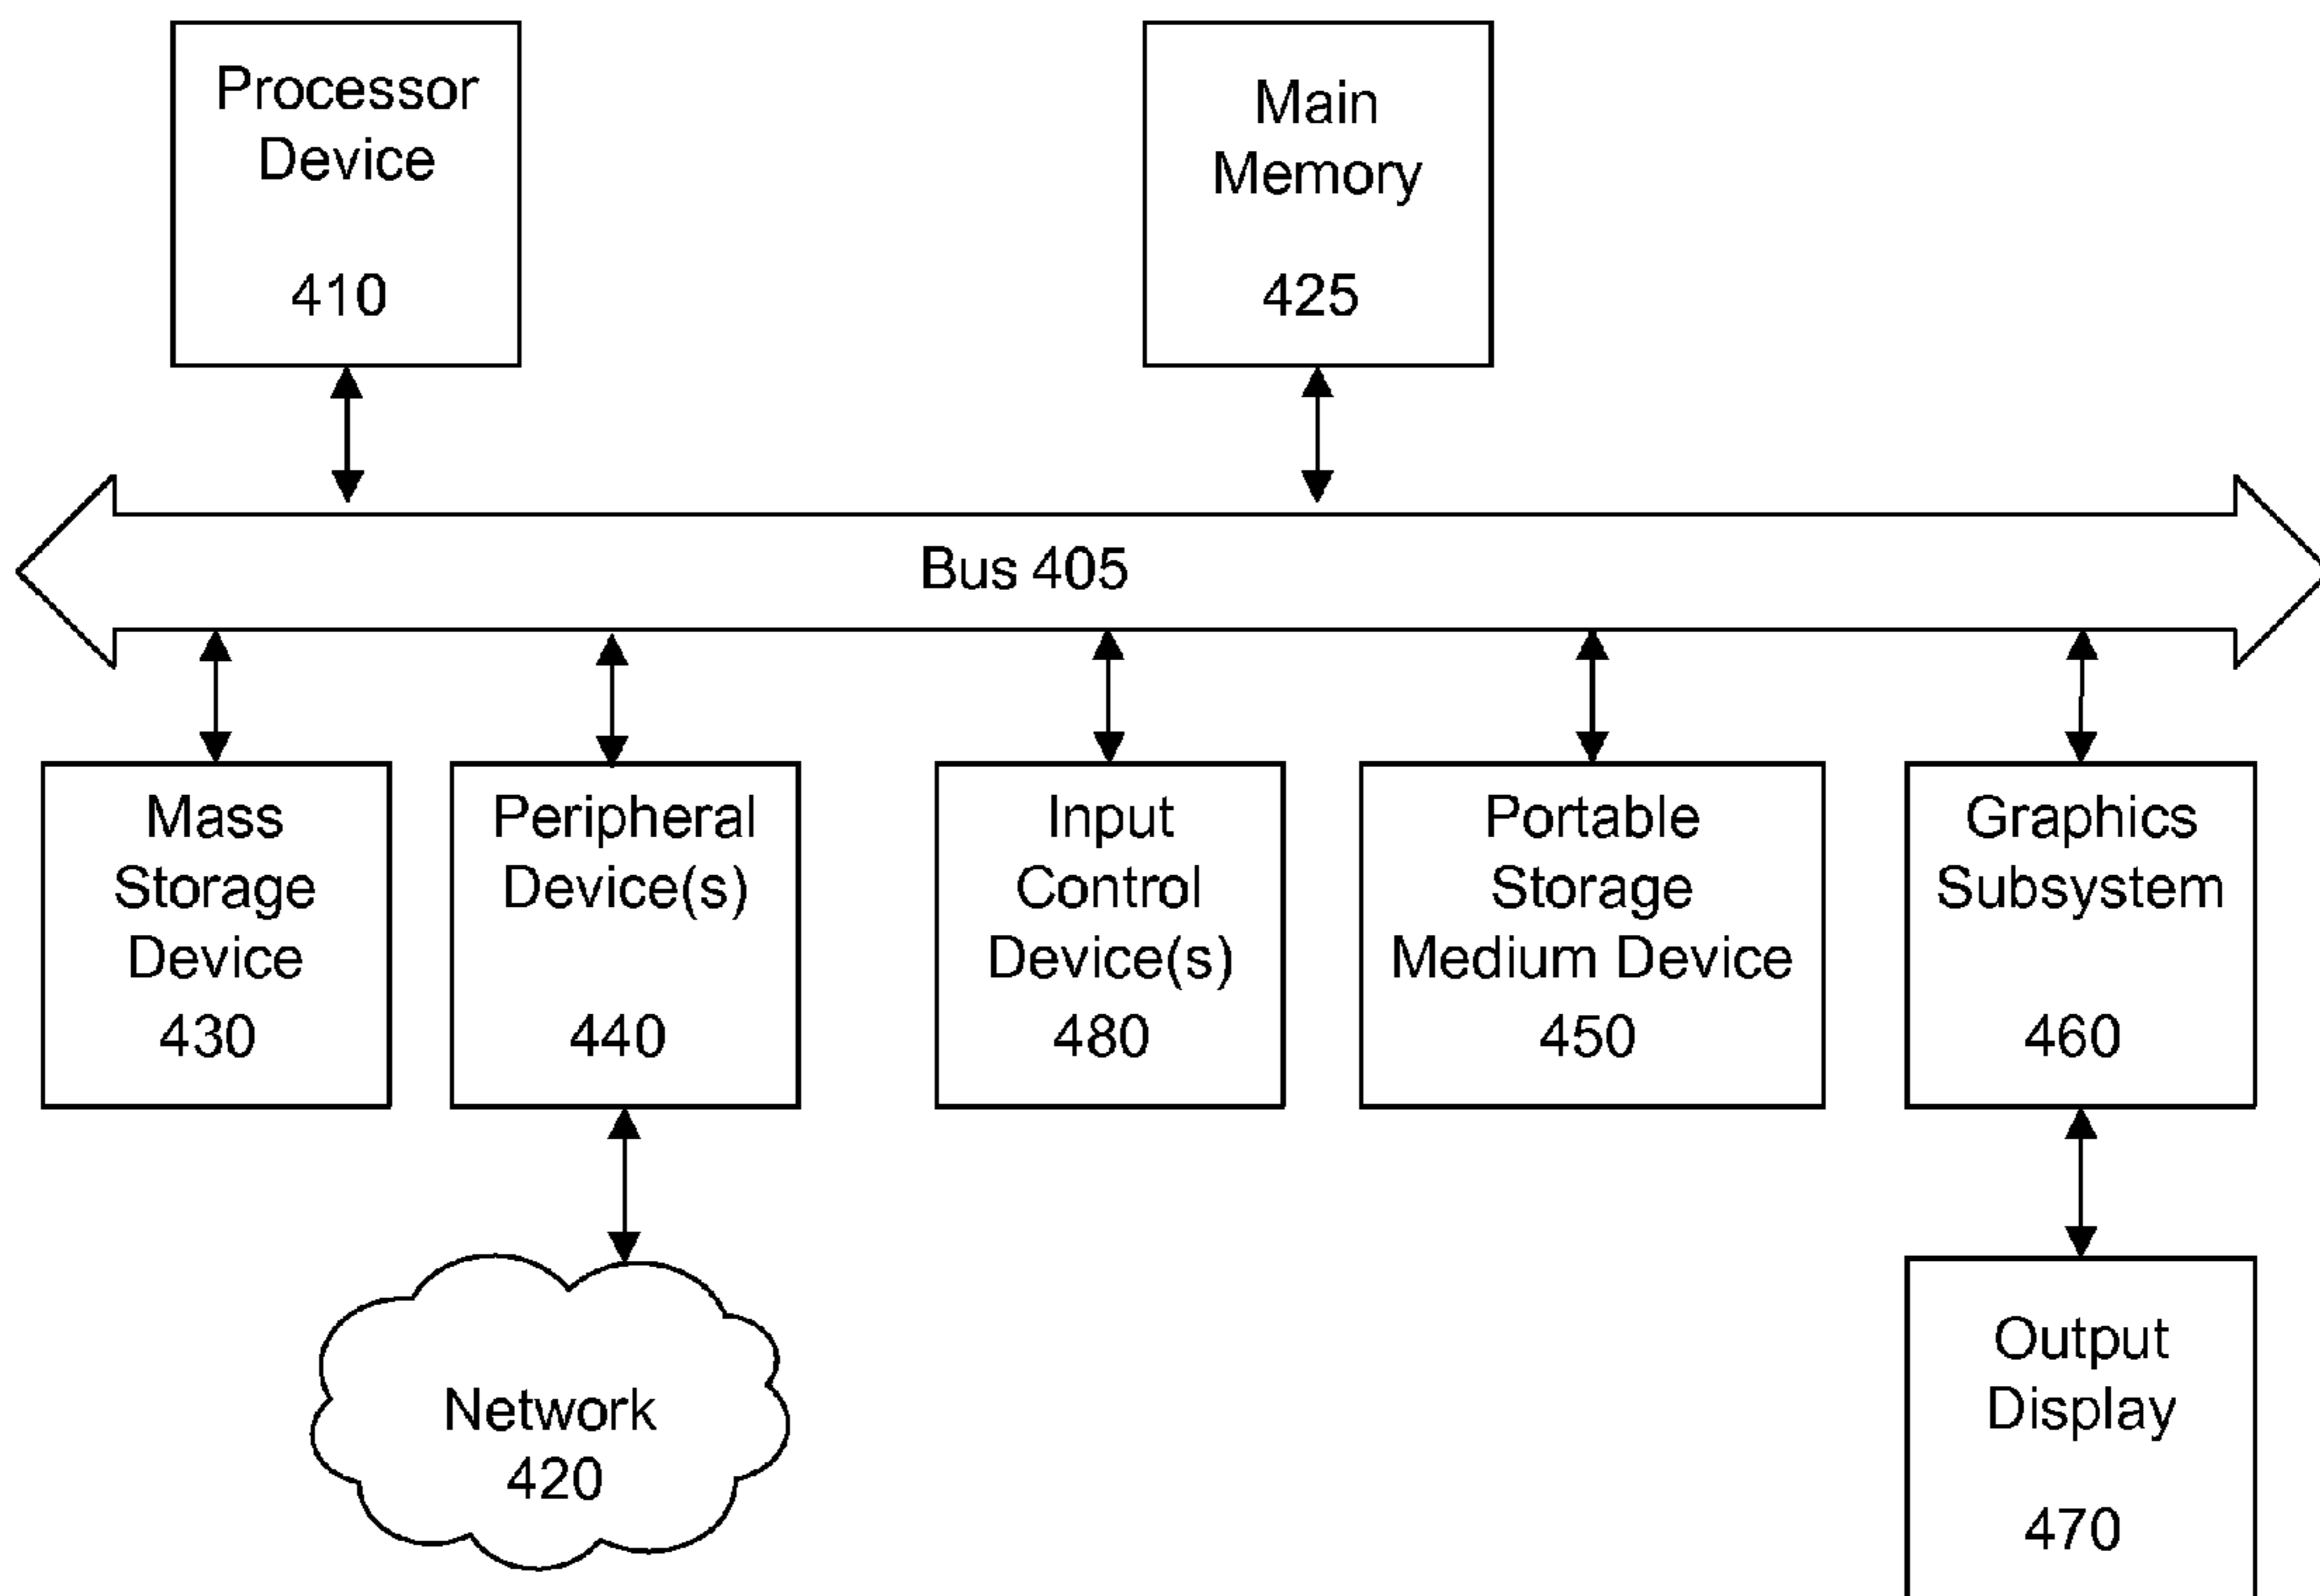 Processor
Device
410
Main
Memory
425
Bus 405
Mass
Storage
Device
430
Peripheral
Device(s)
440
Input
Control
Device(s)
480
Portable
Storage
Medium Device
450
Graphics
Subsystem
460
Network
420
Output
Display
470